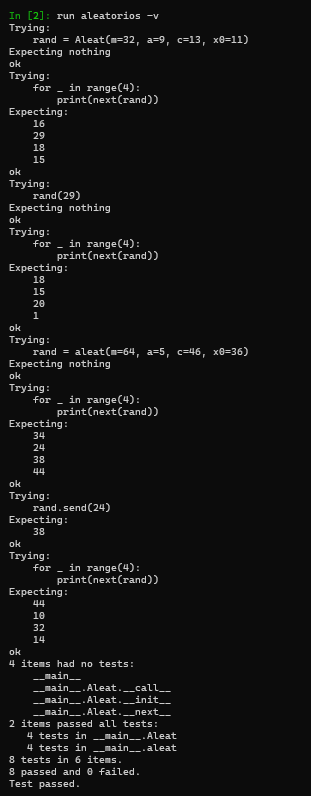 In [2]: run aleatorios -v
Trying:
    rand = Aleat(m=32, a=9, c=13, x0=11)
Expecting nothing
ok
Trying:
    for _ in range(4):
        print(next(rand))
Expecting:
    16
    29
    18
    15
ok
Trying:
    rand(29)
Expecting nothing
ok
Trying:
    for _ in range(4):
        print(next(rand))
Expecting:
    18
    15
    20
    1
ok
Trying:
    rand = aleat(m=64, a=5, c=46, x0=36)
Expecting nothing
ok
Trying:
    for _ in range(4):
        print(next(rand))
Expecting:
    34
    24
    38
    44
ok
Trying:
    rand.send(24)
Expecting:
    38
ok
Trying:
    for _ in range(4):
        print(next(rand))
Expecting:
    44
    10
    32
    14
ok
4 items had no tests:
    __main__
    __main__.Aleat.__call__
    __main__.Aleat.__init__
    __main__.Aleat.__next__
2 items passed all tests:
   4 tests in __main__.Aleat
   4 tests in __main__.aleat
8 tests in 6 items.
8 passed and 0 failed.
Test passed.